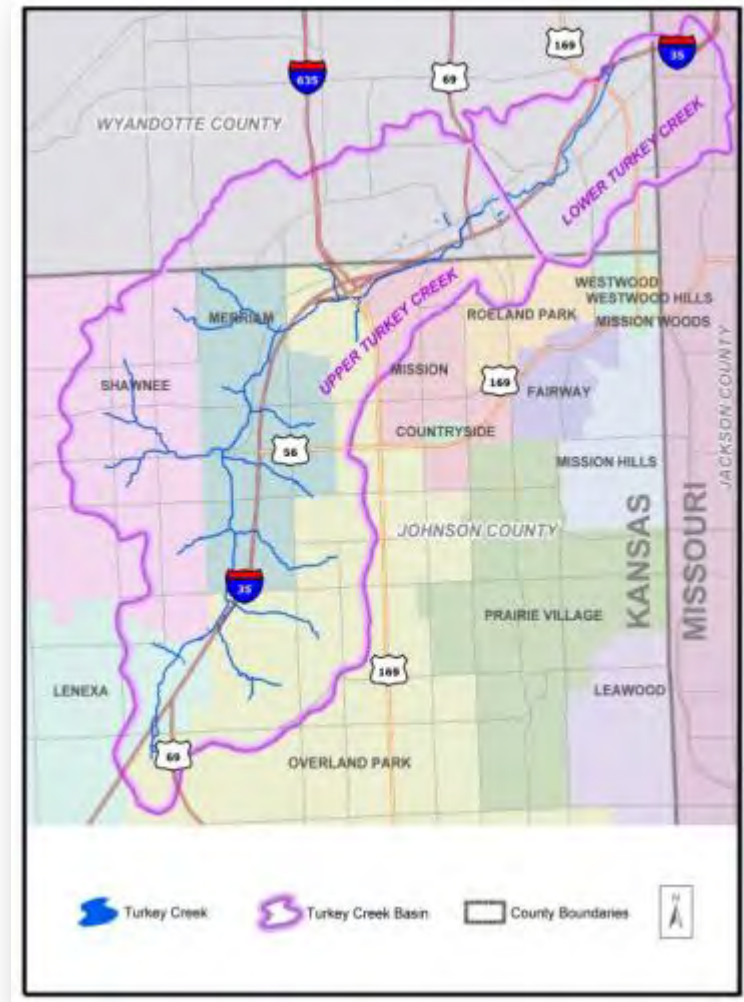 169
35
635
69
WYANDOTTE COUNTY
LOWER TURKEY CREEK
UPPER TURKEY CREEK
WESTWOOD
WESTWOOD HILLS
MISSION WOODS
ROELAND PARK
MERRIAM
SHAWNEE
MISSION
169
FAIRWAY
JACKSON COUNTY
COUNTRYSIDE
56
MISSION HILLS
KANSAS
MISSOURI
JOHNSON COUNTY
35
PRAIRIE VILLAGE
169
LENEXA
LEAWOOD
69
OVERLAND PARK
Turkey Creek
Turkey Creek Basin
County Boundaries
N